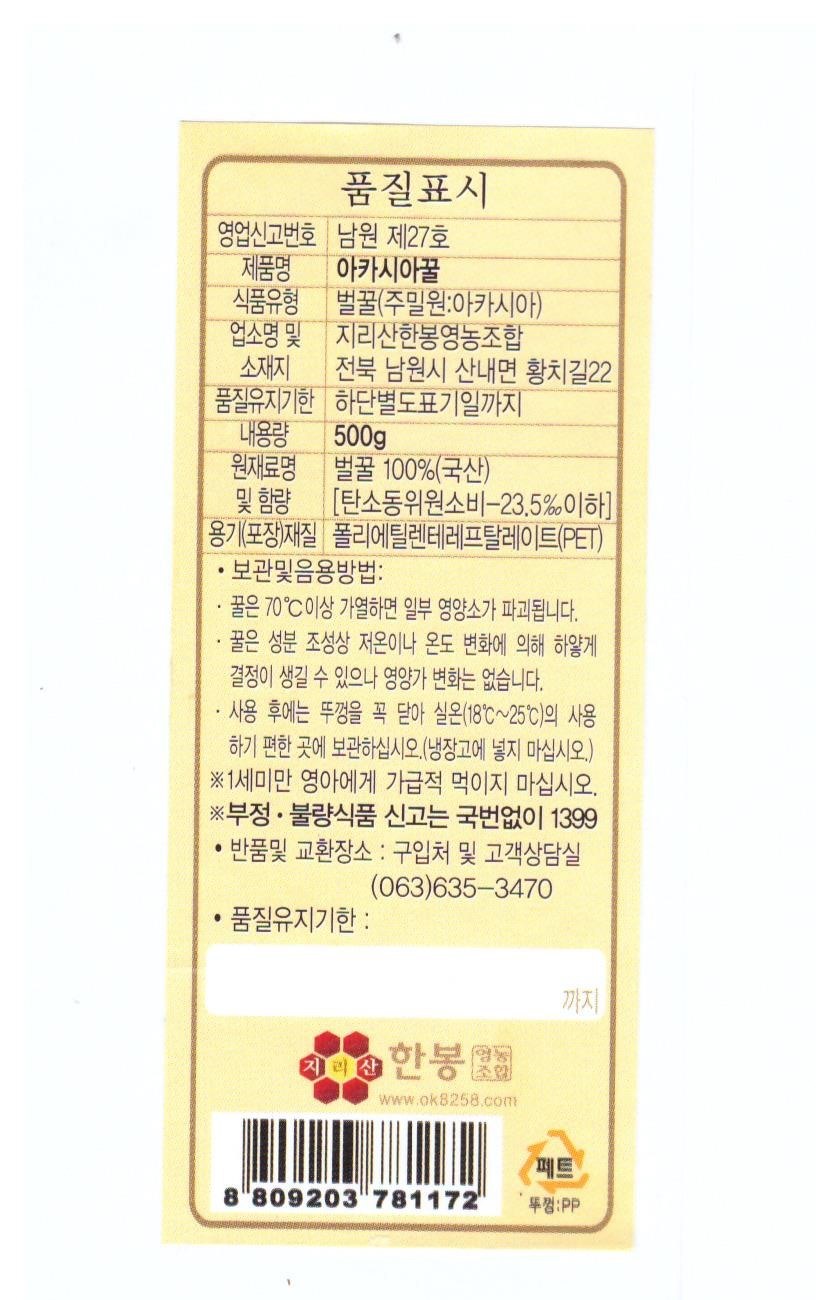 품질표시
영업신고번호 남원 제27호
제품명 아카시아꿀
식품유형 벌꿀(주밀원:아카시아)
업소명 및 지리산한봉영농조합
소재지 전북 남원시 산내면 황치길22
품질유지기한 하단별도표기일까지
내용량 500g
원재료명 벌꿀 100%(국산)
및 함량 [탄소동위원소비-23.5‰이하]
용기(포장)재질 폴리에틸렌테레프탈레이트(PET)
• 보관및음용방법:
· 꿀은 70℃이상 가열하면 일부 영양소가 파괴됩니다.
· 꿀은 성분 조성상 저온이나 온도 변화에 의해 하얗게
결정이 생길 수 있으나 영양가 변화는 없습니다.
· 사용 후에는 뚜껑을 꼭 닫아 실온(18℃~25℃)의 사용
하기 편한 곳에 보관하십시오.(냉장고에 넣지 마십시오.)
※1세미만 영아에게 가급적 먹이지 마십시오.
※부정·불량식품 신고는 국번없이 1399
• 반품및 교환장소 : 구입처 및 고객상담실
(063)635-3470
• 품질유지기한 :
까지
지리산 한봉 영농
조합
www.ok8258.com
페트
8 809203 781172
뚜껑:PP